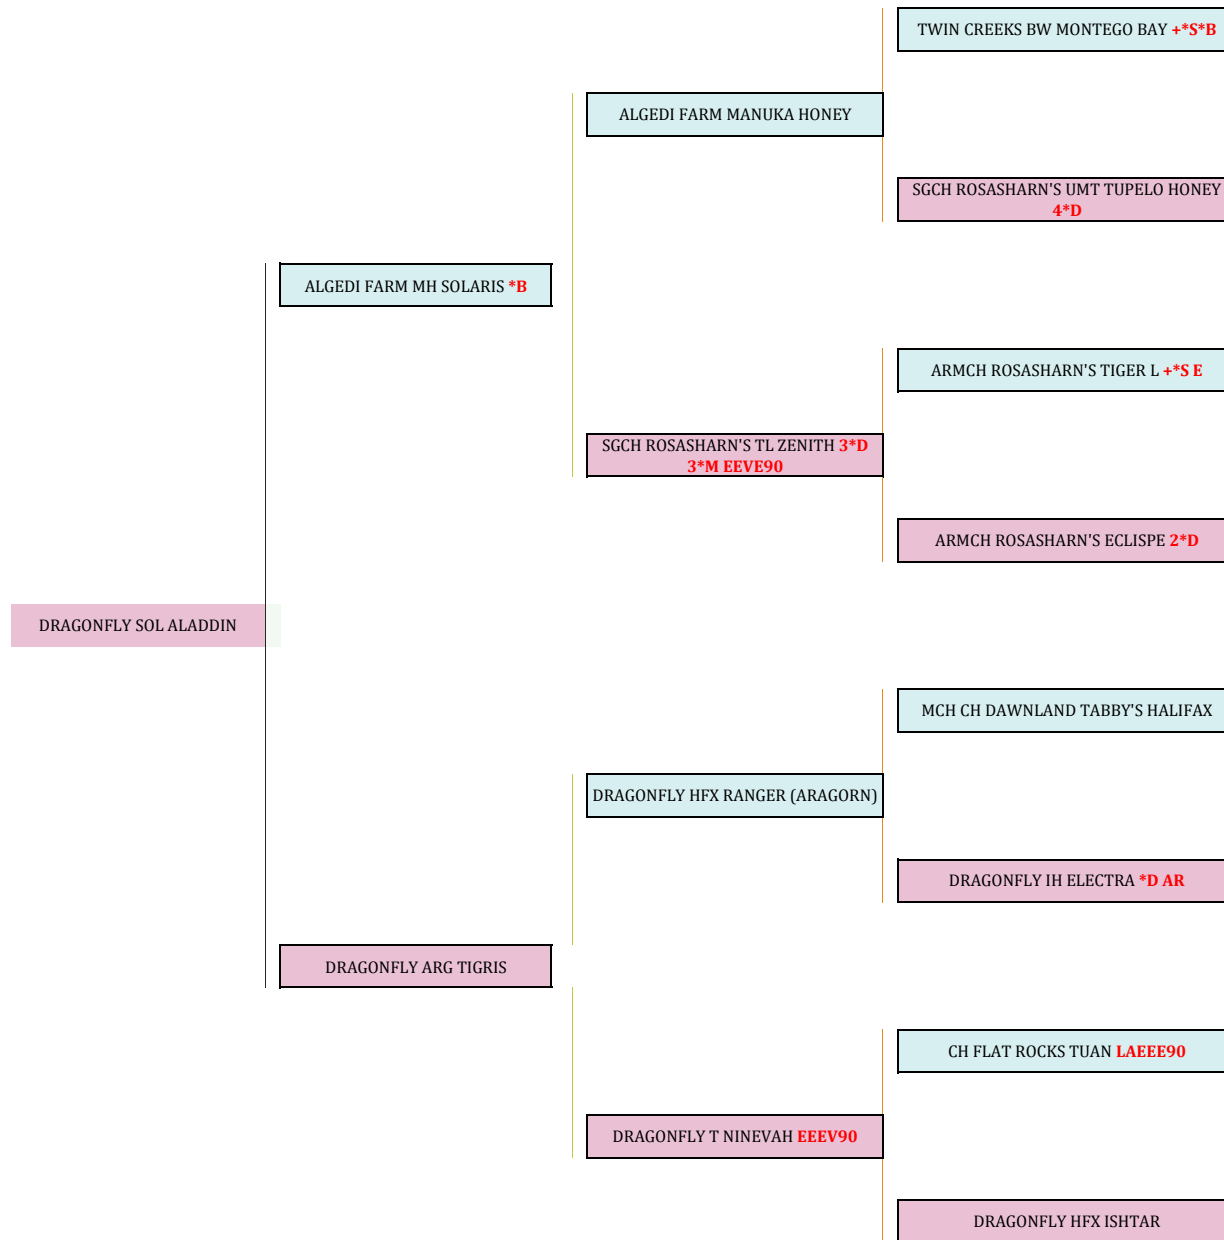 TWIN CREEKS BW MONTEGO BAY +*S*B
ALGEDI FARM MANUKA HONEY
SGCH ROSASHARN'S UMT TUPELO HONEY
4*D
ALGEDI FARM MH SOLARIS *B
ARMCH ROSASHARN'S TIGER L +*S E
SGCH ROSASHARN'S TL ZENITH 3*D
3*M EEVE90
ARMCH ROSASHARN'S ECLISPE 2*D
DRAGONFLY SOL ALADDIN
MCH CH DAWNLAND TABBY'S HALIFAX
DRAGONFLY HFX RANGER (ARAGORN)
DRAGONFLY IH ELECTRA *D AR
DRAGONFLY ARG TIGRIS
CH FLAT ROCKS TUAN LAEEE90
DRAGONFLY T NINEVAH EEEV90
DRAGONFLY HFX ISHTAR